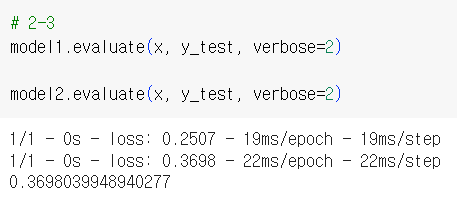 # 2-3
model1.evaluate(x, y_test, verbose=2)
model2.evaluate(x, y_test, verbose=2)
1/1 - 0s - loss: 0.2507 - 19ms/epoch - 19ms/step
1/1 - 0s - loss: 0.3698 - 22ms/epoch - 22ms/step
0.3698039948940277